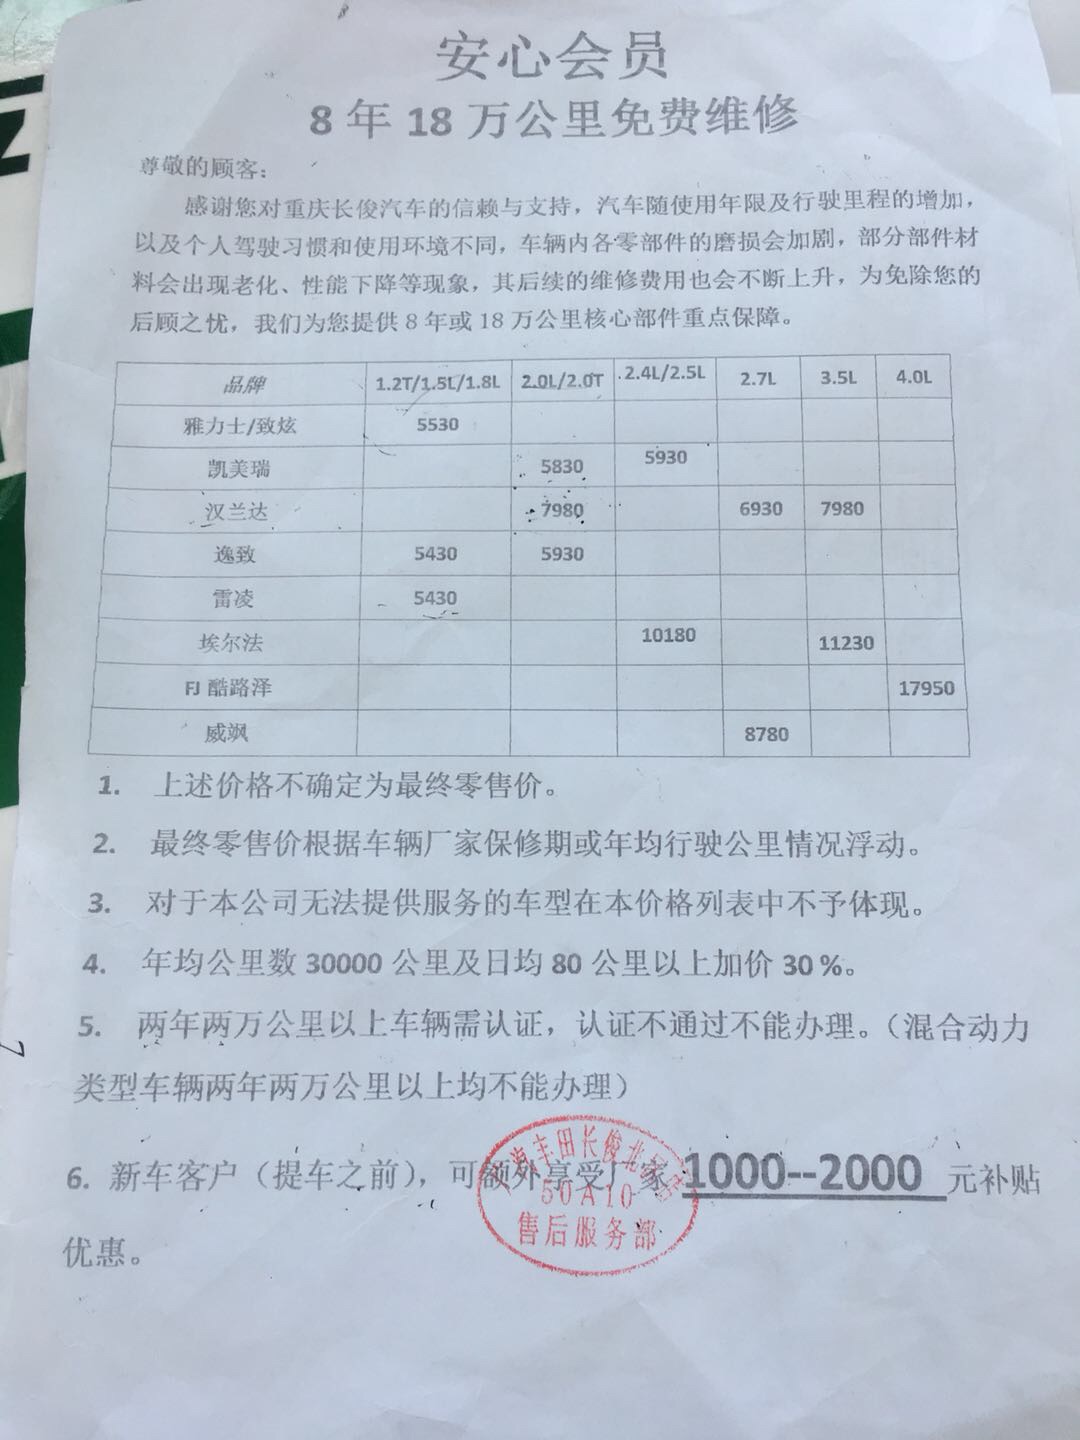 安心会员
8 年 18 万公里免费维修
尊敬的顾客：
感谢您对重庆长俊汽车的信赖与支持，汽车随使用年限及行驶里程的增加，
以及个人驾驶习惯和使用环境不同，车辆内各零部件的磨损会加剧，部分部件材
料会出现老化、性能下降等现象，其后续的维修费用也会不断上升，为免除您的
后顾之忧，我们为您提供 8 年或 18 万公里核心部件重点保障。
品牌 1.2T/1.5L/1.8L 2.0L/2.0T 2.4L/2.5L 2.7L 3.5L 4.0L
雅力士/致炫 5530
凯美瑞 5830 5930
汉兰达 7980 6930 7980
逸致 5430 5930
雷凌 5430
埃尔法 10180 11230
FJ 酷路泽 17950
威飒 8780
1. 上述价格不确定为最终零售价。
2. 最终零售价根据车辆厂家保修期或年均行驶公里情况浮动。
3. 对于本公司无法提供服务的车型在本价格列表中不予体现。
4. 年均公里数 30000 公里及日均 80 公里以上加价 30％。
5. 两年两万公里以上车辆需认证，认证不通过不能办理。（混合动力
类型车辆两年两万公里以上均不能办理）
6. 新车客户（提车之前），可额外享受厂家 1000--2000 元补贴
优惠。
丰田长俊北
50A10
售后服务部